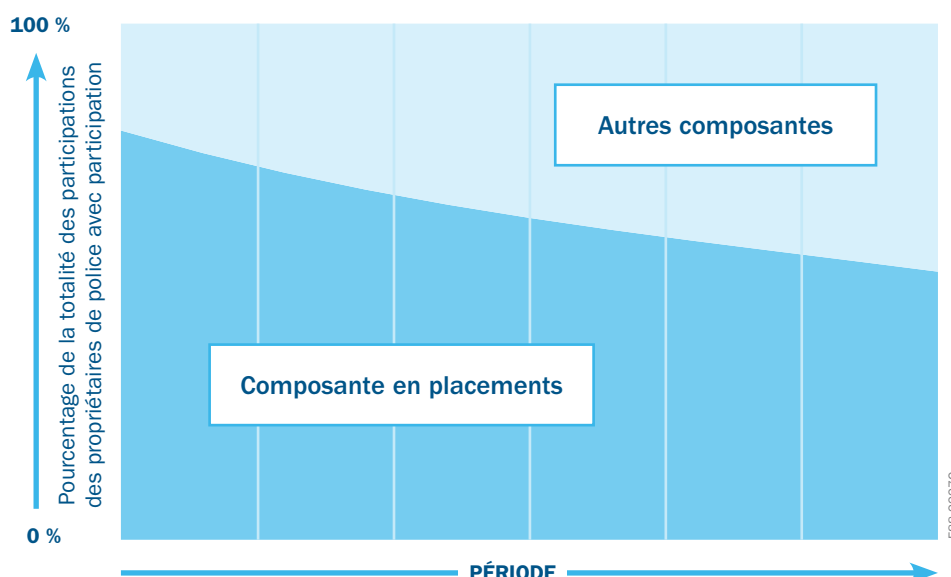 100 %
Pourcentage de la totalité des participations
des propriétaires de police avec participation
Autres composantes
Composante en placements
0 %
PÉRIODE